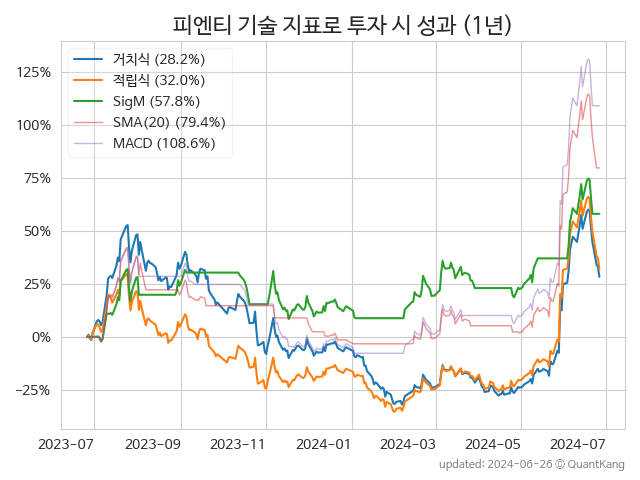 피엔티 기술 지표로 투자 시 성과 (1년)
거치식 (28.2%)
적립식 (32.0%)
SigM (57.8%)
SMA(20) (79.4%)
MACD (108.6%)
125%
100%
75%
50%
25%
0%
−25%
2023-07
2023-09
2023-11
2024-01
2024-03
2024-05
2024-07
updated: 2024-06-26 © QuantKang